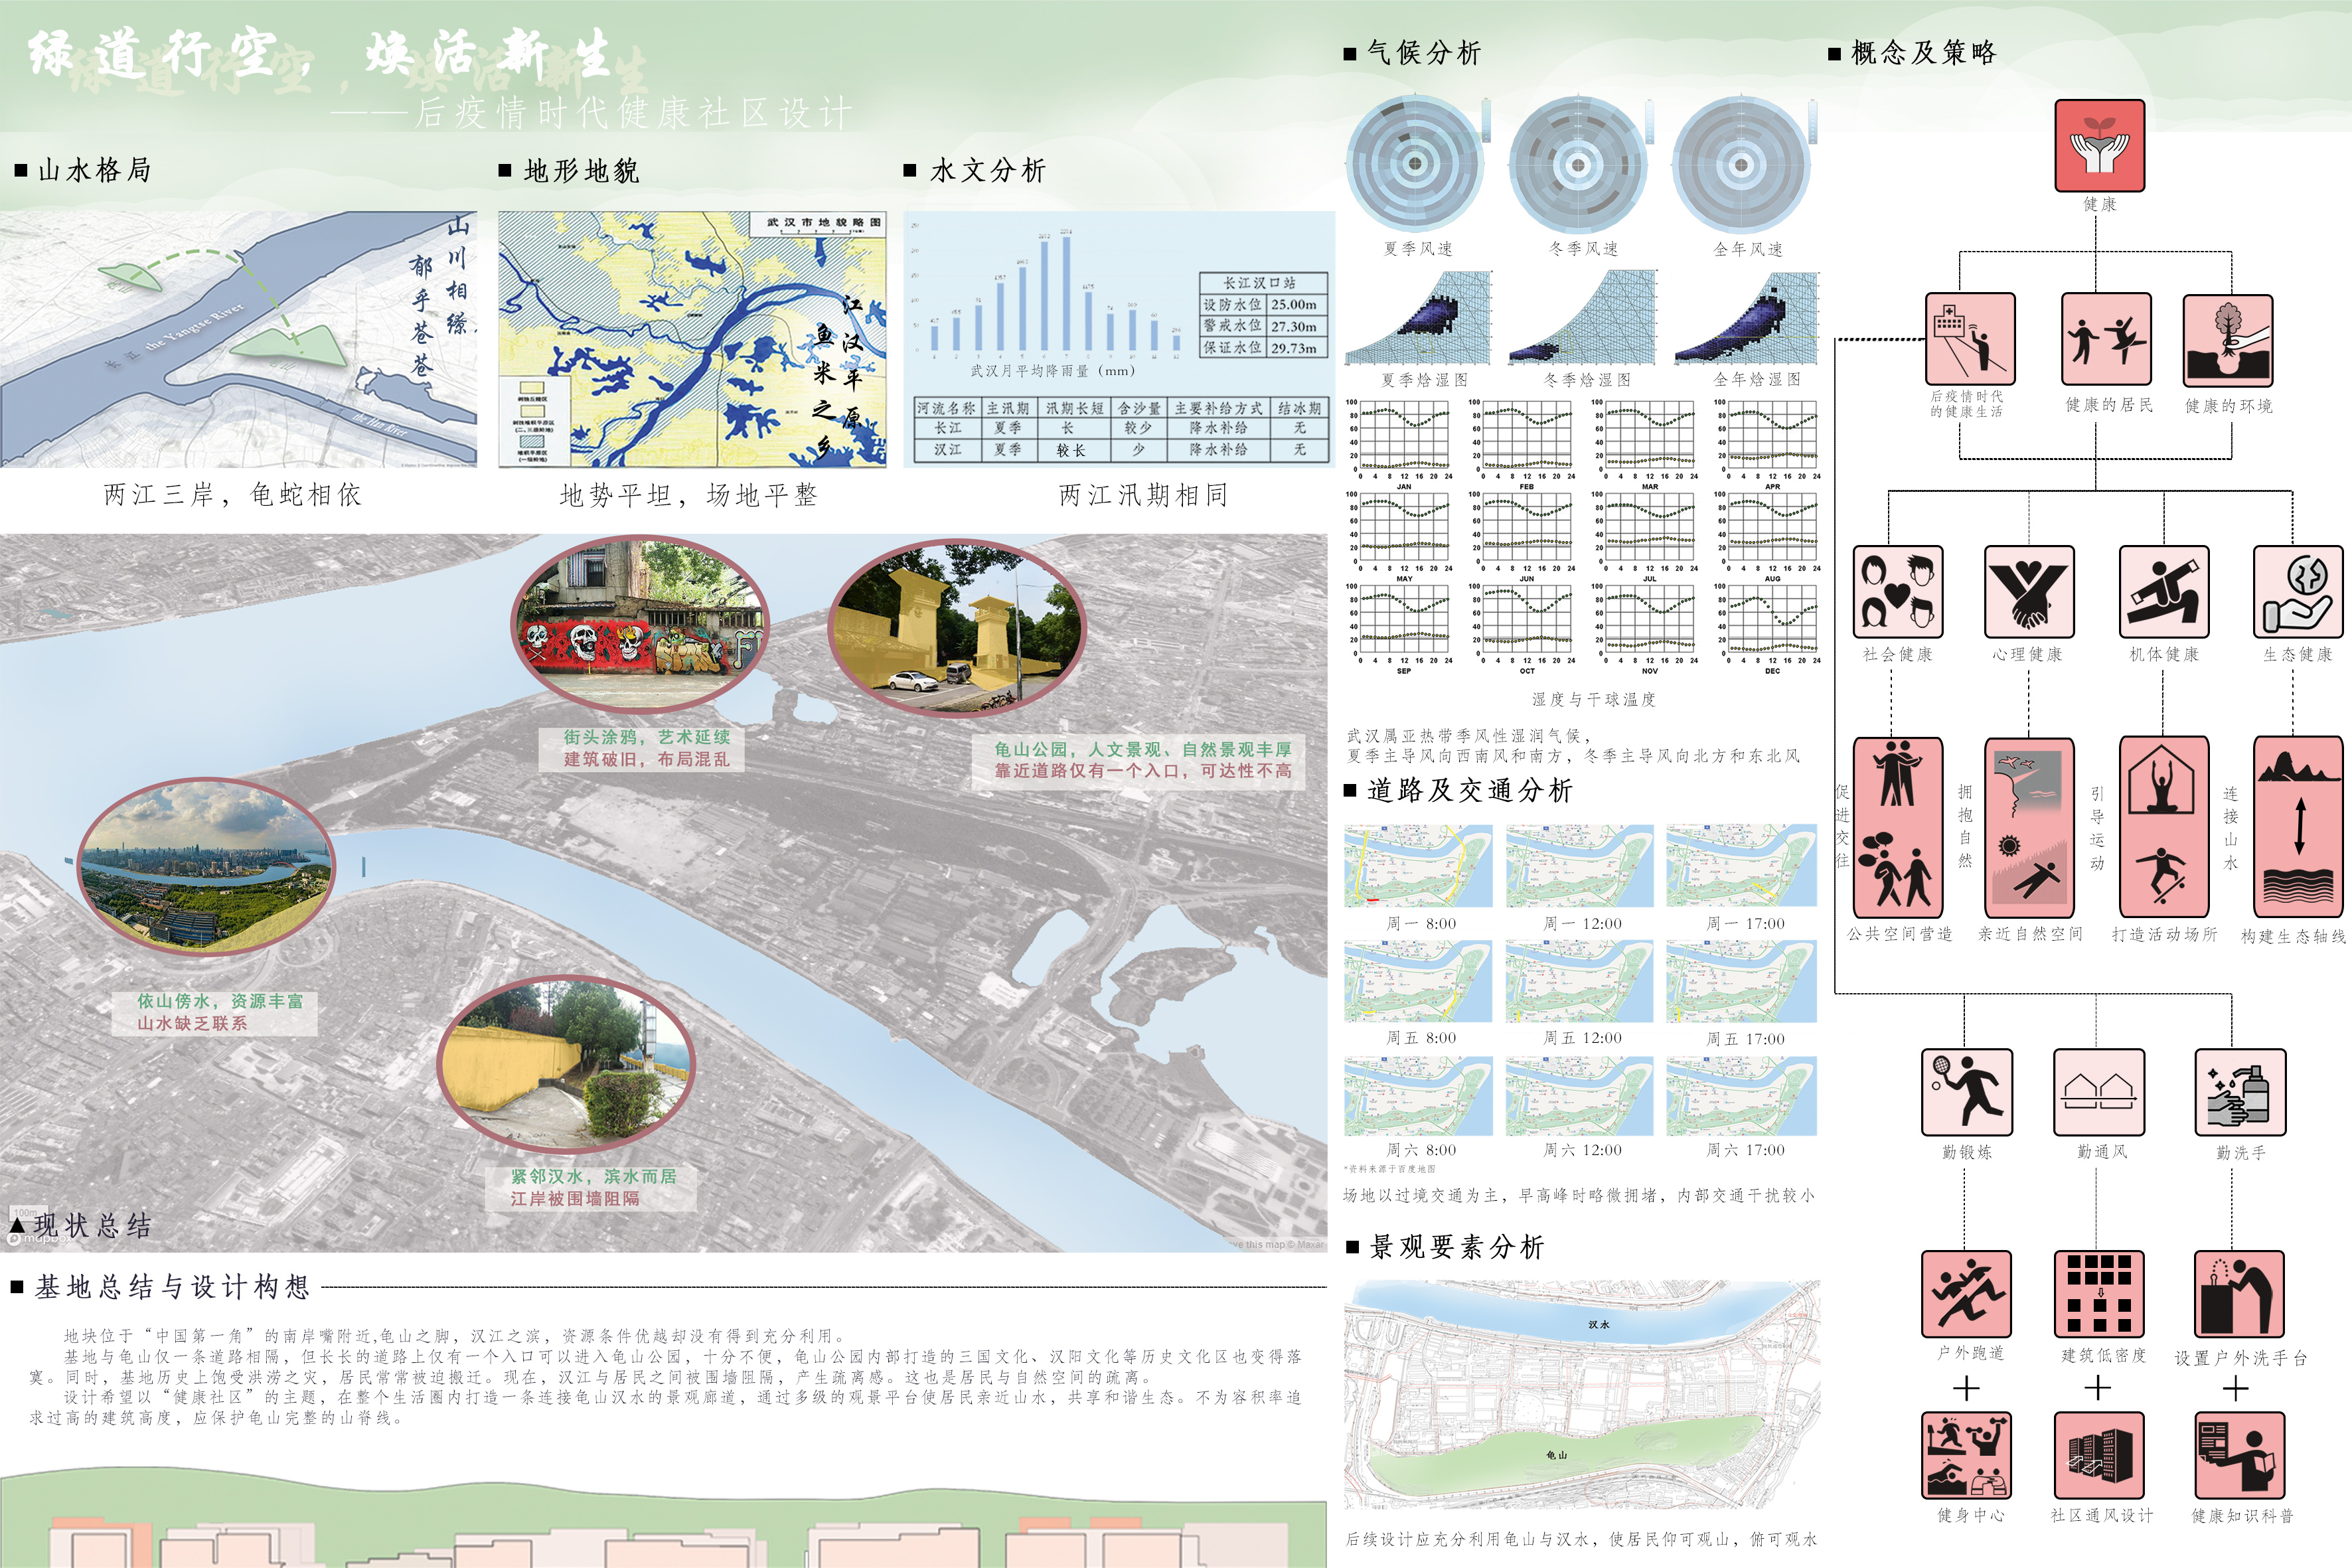 绿道行空，焕活新生
——后疫情时代健康社区设计
■ 山水格局
山川相缪，
郁乎苍苍
长江 the Yangtse River
the Han River
两江三岸，龟蛇相依
■ 地形地貌
武汉市地貌略图
江汉平原
鱼米之乡
地势平坦，场地平整
■ 水文分析
武汉月平均降雨量（mm）
长江汉口站
设防水位 25.00m
警戒水位 27.30m
保证水位 29.73m
河流名称 主汛期 汛期长短 含沙量 主要补给方式 结冰期
长江 夏季 长 较少 降水补给 无
汉江 夏季 较长 少 降水补给 无
两江汛期相同
街头涂鸦，艺术延续
建筑破旧，布局混乱
龟山公园，人文景观、自然景观丰厚
靠近道路仅有一个入口，可达性不高
依山傍水，资源丰富
山水缺乏联系
紧邻汉水，滨水而居
江岸被围墙阻隔
100m
▲现状总结
mapbox
ve this map © Maxar
■ 基地总结与设计构想
地块位于“中国第一角”的南岸嘴附近,龟山之脚，汉江之滨，资源条件优越却没有得到充分利用。
基地与龟山仅一条道路相隔，但长长的道路上仅有一个入口可以进入龟山公园，十分不便，龟山公园内部打造的三国文化、汉阳文化等历史文化区也变得落
寞。同时，基地历史上饱受洪涝之灾，居民常常被迫搬迁。现在，汉江与居民之间被围墙阻隔，产生疏离感。这也是居民与自然空间的疏离。
设计希望以“健康社区”的主题，在整个生活圈内打造一条连接龟山汉水的景观廊道，通过多级的观景平台使居民亲近山水，共享和谐生态。不为容积率追
求过高的建筑高度，应保护龟山完整的山脊线。
■ 气候分析
夏季风速
冬季风速
全年风速
夏季焓湿图
冬季焓湿图
全年焓湿图
100 80 60 40 20 0
0 4 8 12 16 20 24
JAN
FEB
MAR
APR
MAY
JUN
JUL
AUG
SEP
OCT
NOV
DEC
湿度与干球温度
武汉属亚热带季风性湿润气候，
夏季主导风向西南风和南方，冬季主导风向北方和东北风
■ 道路及交通分析
周一 8:00
周一 12:00
周一 17:00
周五 8:00
周五 12:00
周五 17:00
周六 8:00
周六 12:00
周六 17:00
*资料来源于百度地图
场地以过境交通为主，早高峰时略微拥堵，内部交通干扰较小
■ 景观要素分析
汉水
龟山
后续设计应充分利用龟山与汉水，使居民仰可观山，俯可观水
■ 概念及策略
健康
后疫情时代
的健康生活
健康的居民
健康的环境
社会健康
心理健康
机体健康
生态健康
促进交往
拥抱自然
引导运动
连接山水
公共空间营造
亲近自然空间
打造活动场所
构建生态轴线
勤锻炼
勤通风
勤洗手
户外跑道
建筑低密度
设置户外洗手台
健身中心
社区通风设计
健康知识科普